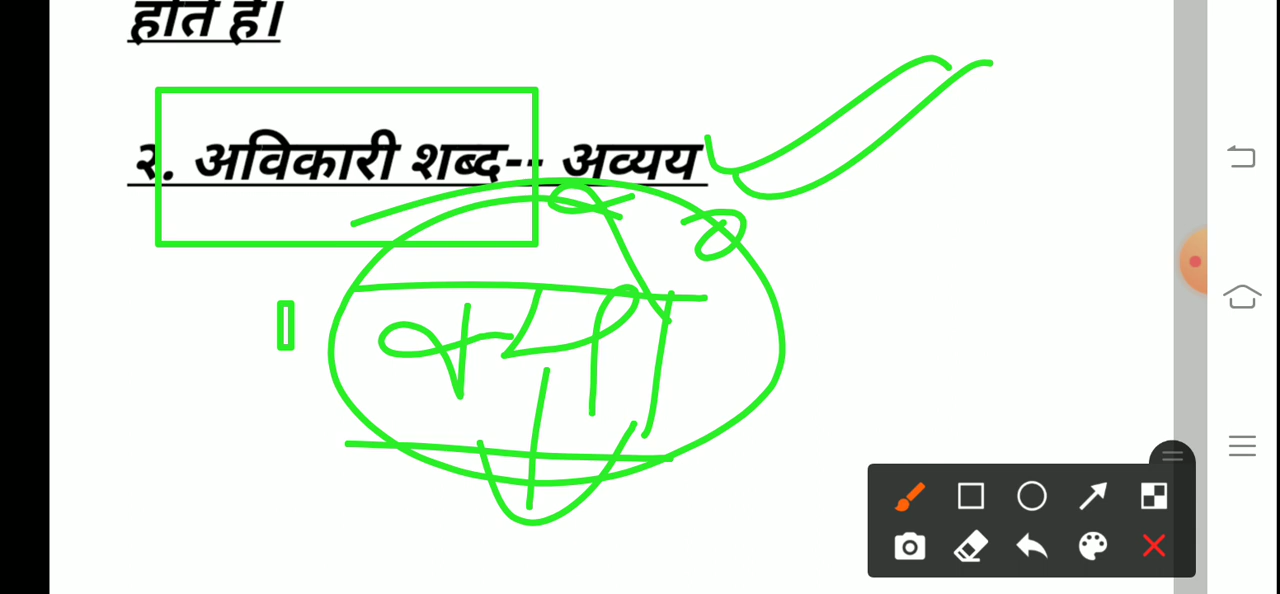 होते है।
२. अविकारी शब्द-- अव्यय